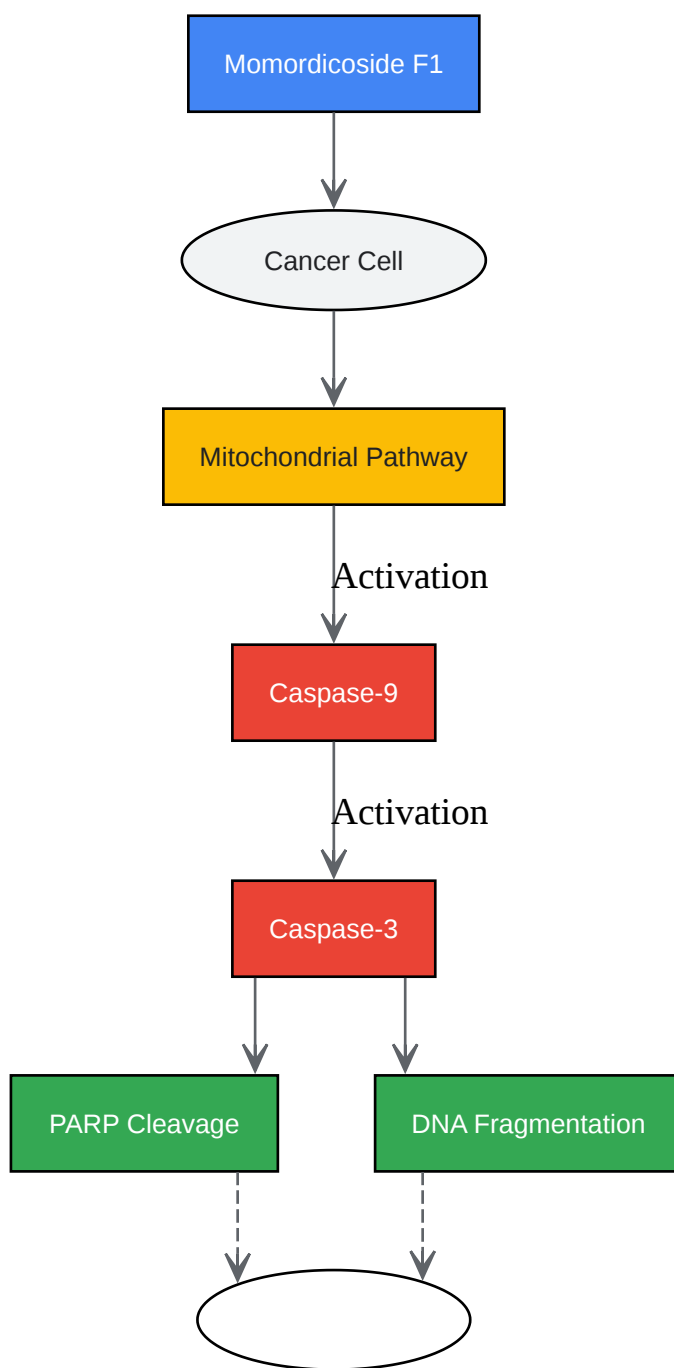 Momordicoside F1
Cancer Cell
Mitochondrial Pathway
Activation
Caspase-9
Activation
Caspase-3
PARP Cleavage
DNA Fragmentation